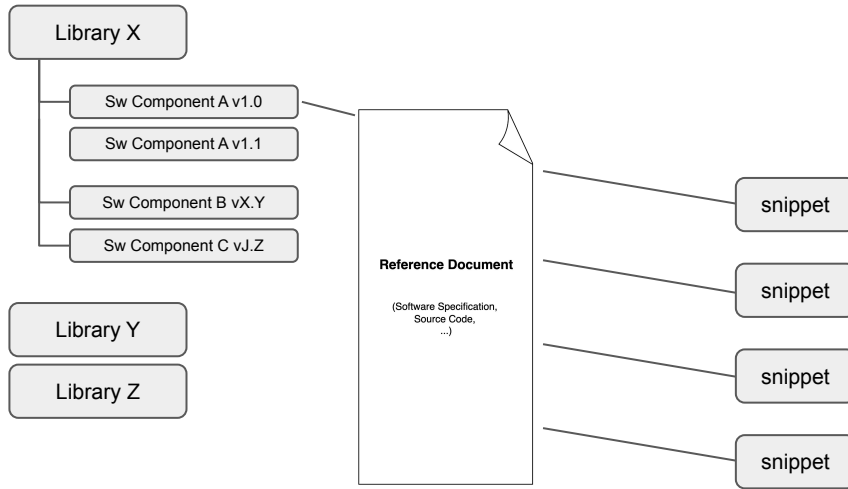 Library X
Sw Component A v1.0
Sw Component A v1.1
Sw Component B vX.Y
Sw Component C vJ.Z
Library Y
Library Z
Reference Document
(Software Specification,
Source Code,
...)
snippet
snippet
snippet
snippet